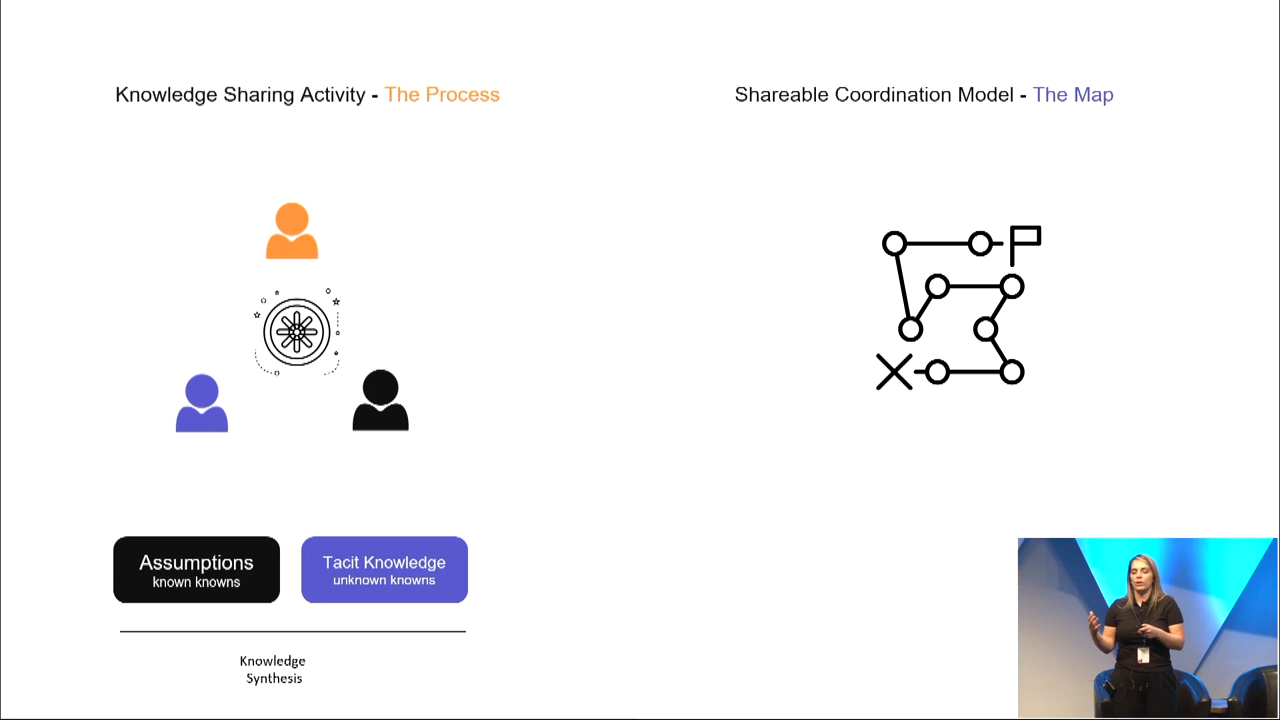 Knowledge Sharing Activity - The Process
Shareable Coordination Model - The Map
Assumptions
known knowns
Tacit Knowledge
unknown knowns
Knowledge
Synthesis